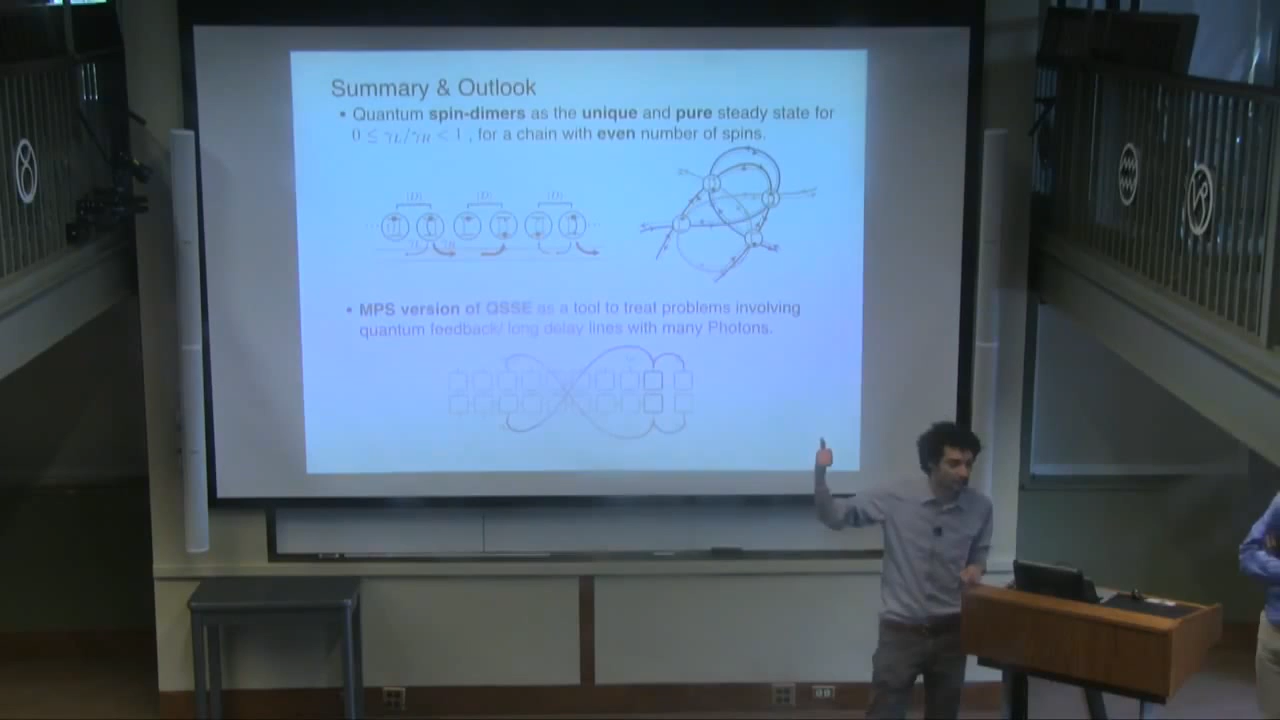 Summary & Outlook
• Quantum spin-dimers as the unique and pure steady state for
0 ≤ γL/γR < 1 , for a chain with even number of spins.
|D⟩ |D⟩ |D⟩
γL γR
• MPS version of QSSE as a tool to treat problems involving
quantum feedback/ long delay lines with many Photons.